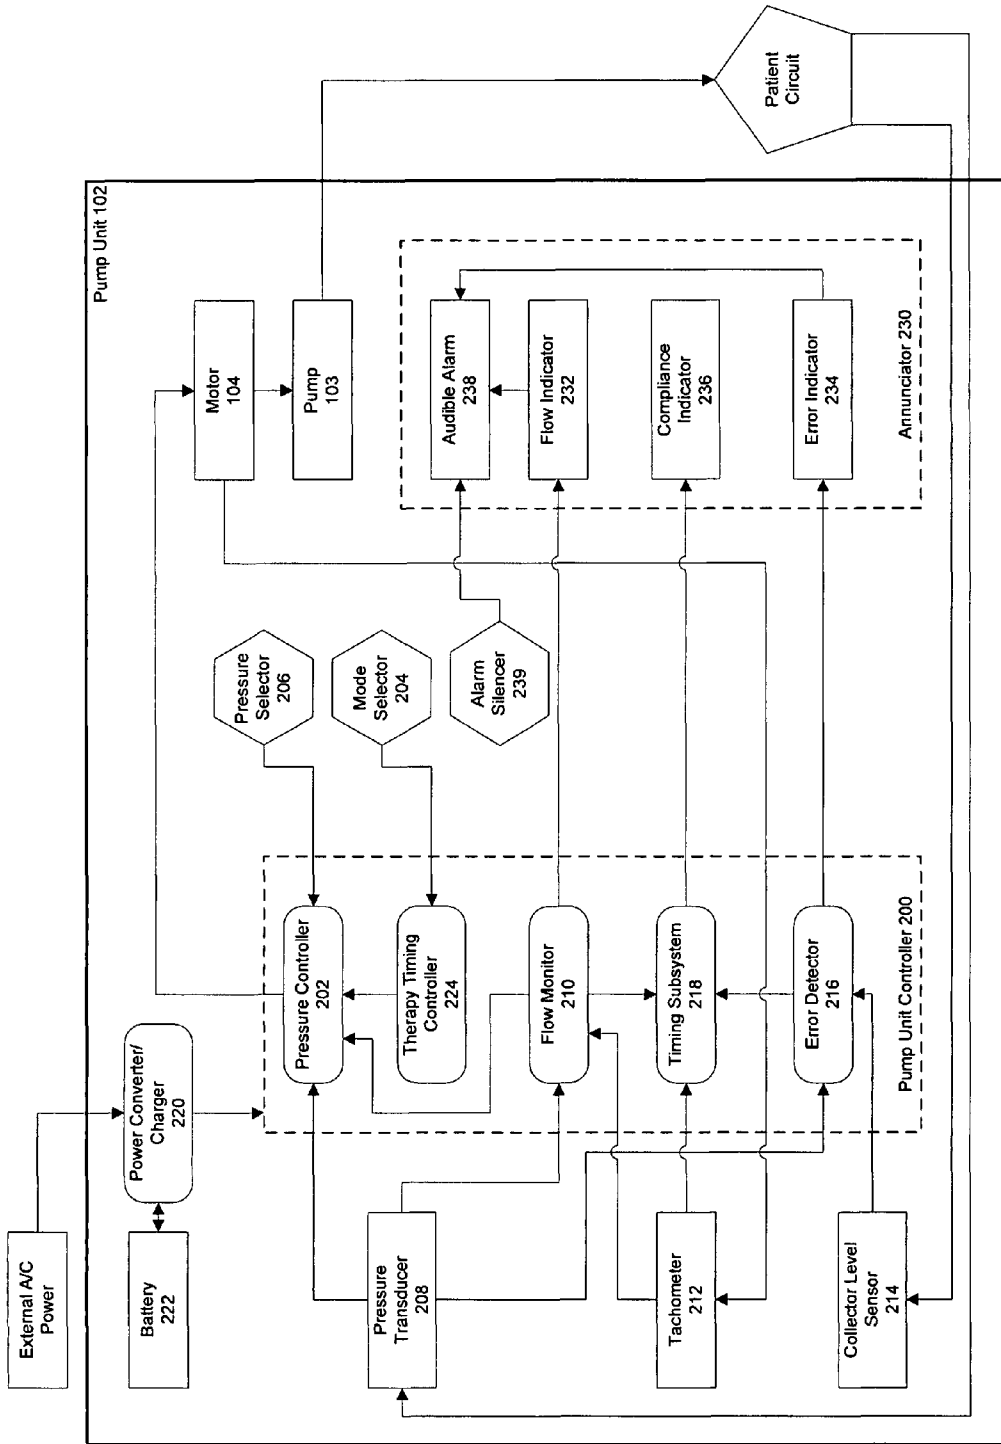 Pump Unit 102
External A/C
Power
Power Converter/
Charger
220
Battery
222
Motor
104
Pump
103
Patient
Circuit
Pressure
Selector
206
Mode
Selector
204
Alarm
Silencer
239
Pressure Controller
202
Therapy Timing
Controller
224
Flow Monitor
210
Timing Subsystem
218
Error Detector
216
Pump Unit Controller 200
Audible Alarm
238
Flow Indicator
232
Compliance
Indicator
236
Error Indicator
234
Annunciator 230
Pressure
Transducer
208
Tachometer
212
Collector Level
Sensor
214